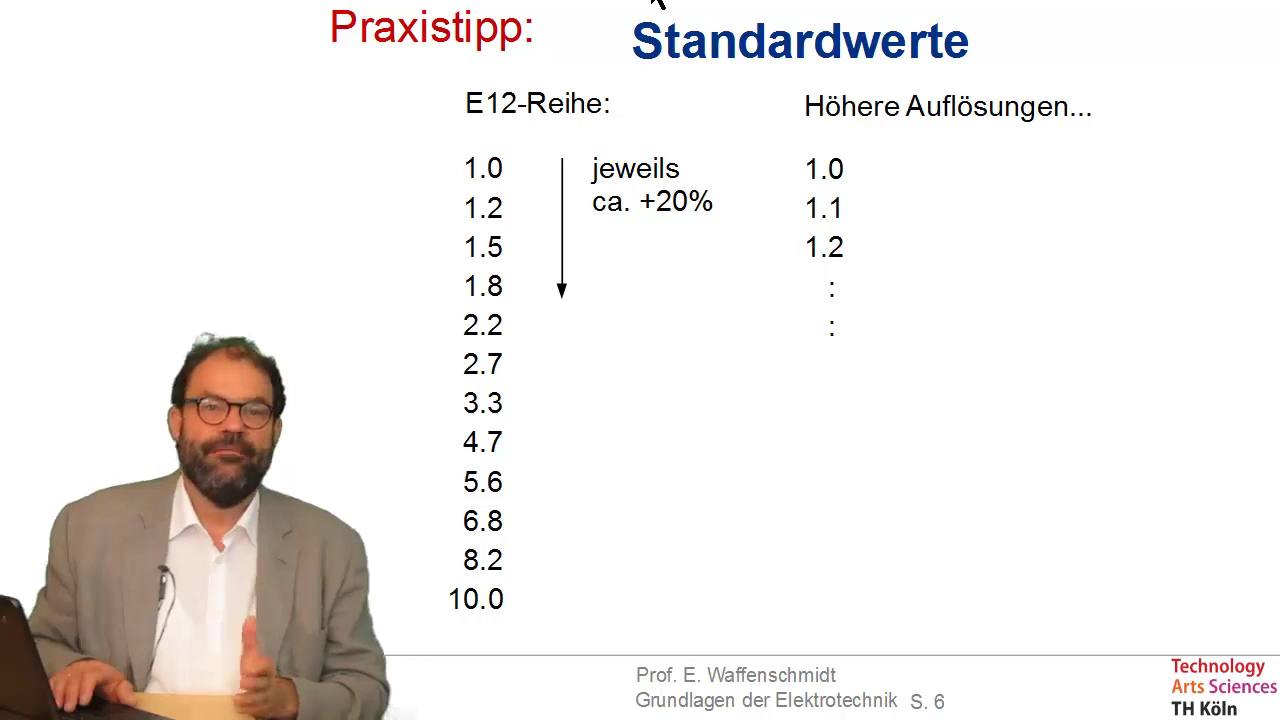 Praxistipp:
Standardwerte
E12-Reihe:
1.0
1.2
1.5
1.8
2.2
2.7
3.3
4.7
5.6
6.8
8.2
10.0
jeweils
ca. +20%
Höhere Auflösungen...
1.0
1.1
1.2
:
:
Prof. E. Waffenschmidt
Grundlagen der Elektrotechnik S. 6
Technology
Arts Sciences
TH Köln